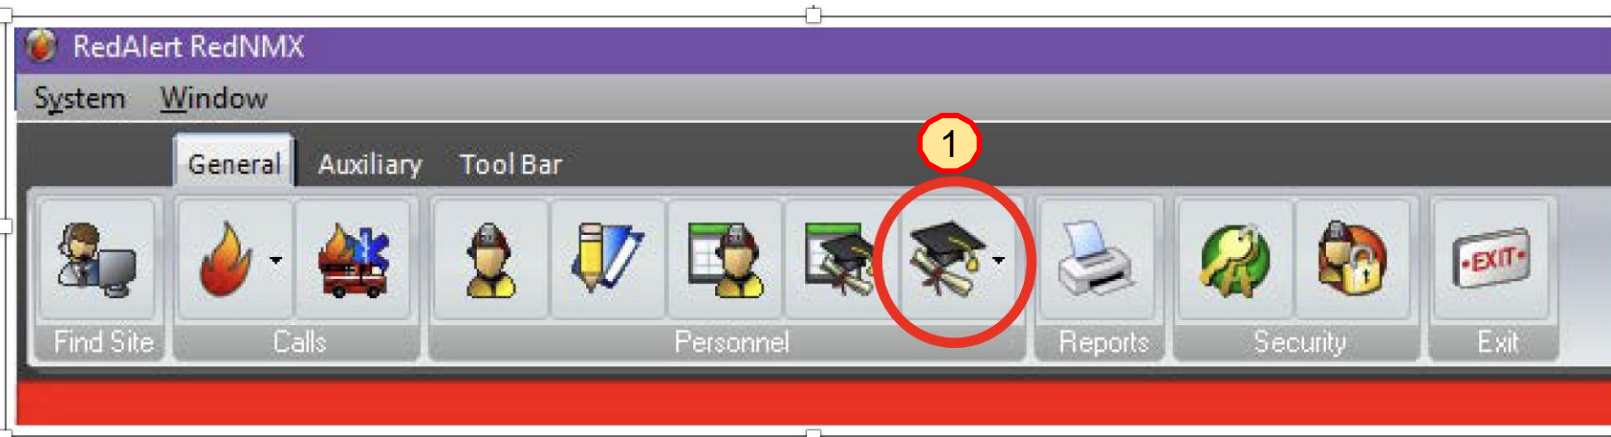 RedAlert RedNMX
System Window
1
General Auxiliary Tool Bar
EXIT
Find Site Calls Personnel Reports Security Exit